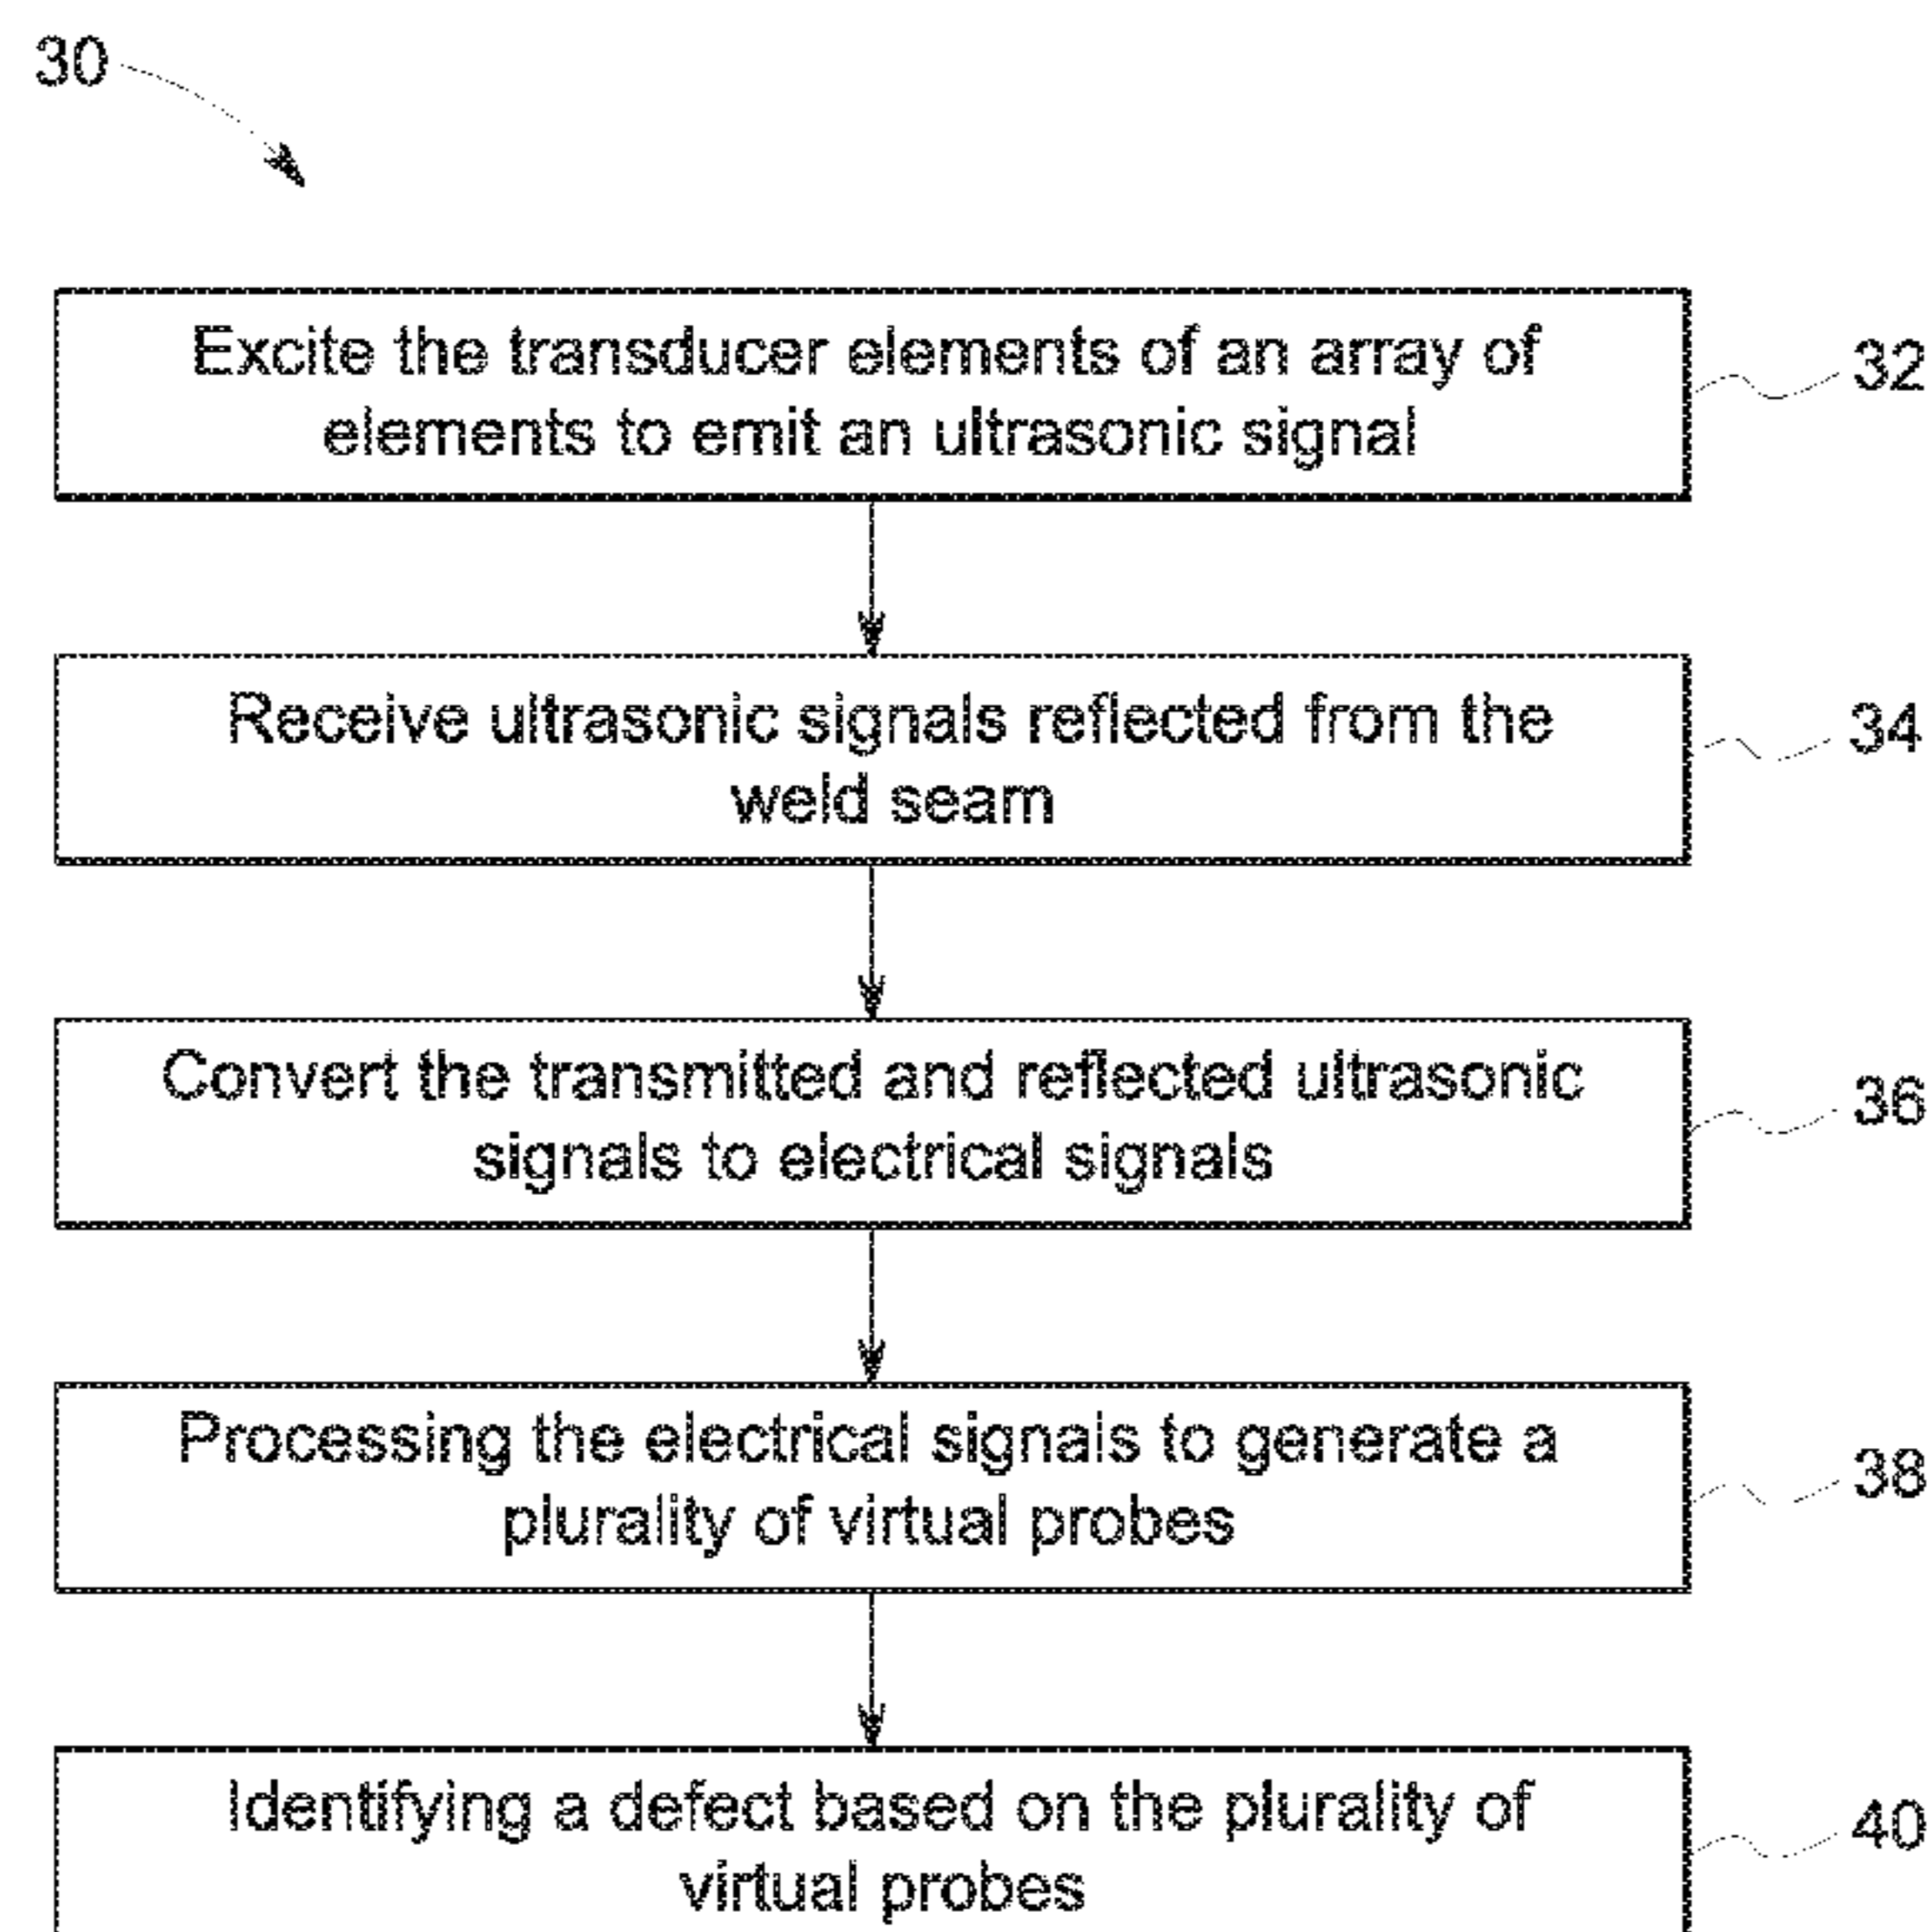 30
Excite the transducer elements of an array of
elements to emit an ultrasonic signal
32
Receive ultrasonic signals reflected from the
weld seam
34
Convert the transmitted and reflected ultrasonic
signals to electrical signals
36
Processing the electrical signals to generate a
plurality of virtual probes
38
Identifying a defect based on the plurality of
virtual probes
40